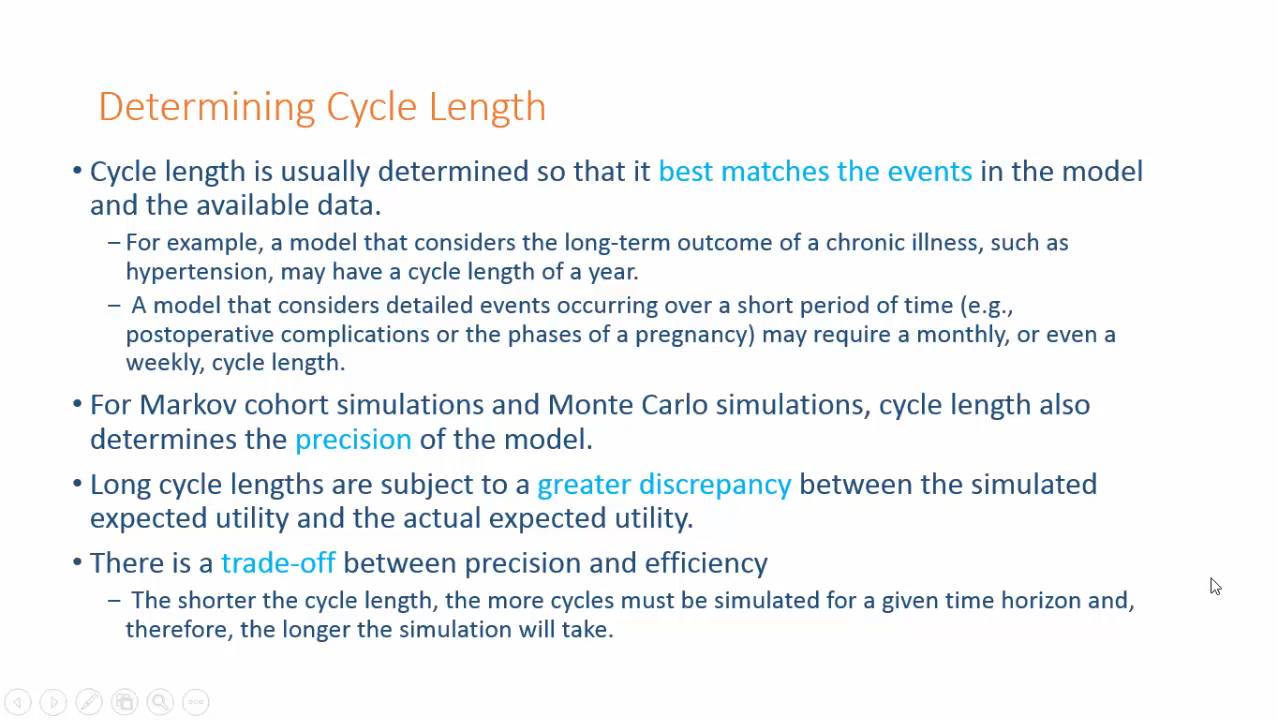 Determining Cycle Length
• Cycle length is usually determined so that it best matches the events in the model
and the available data.
– For example, a model that considers the long-term outcome of a chronic illness, such as
hypertension, may have a cycle length of a year.
– A model that considers detailed events occurring over a short period of time (e.g.,
postoperative complications or the phases of a pregnancy) may require a monthly, or even a
weekly, cycle length.
• For Markov cohort simulations and Monte Carlo simulations, cycle length also
determines the precision of the model.
• Long cycle lengths are subject to a greater discrepancy between the simulated
expected utility and the actual expected utility.
• There is a trade-off between precision and efficiency
– The shorter the cycle length, the more cycles must be simulated for a given time horizon and,
therefore, the longer the simulation will take.